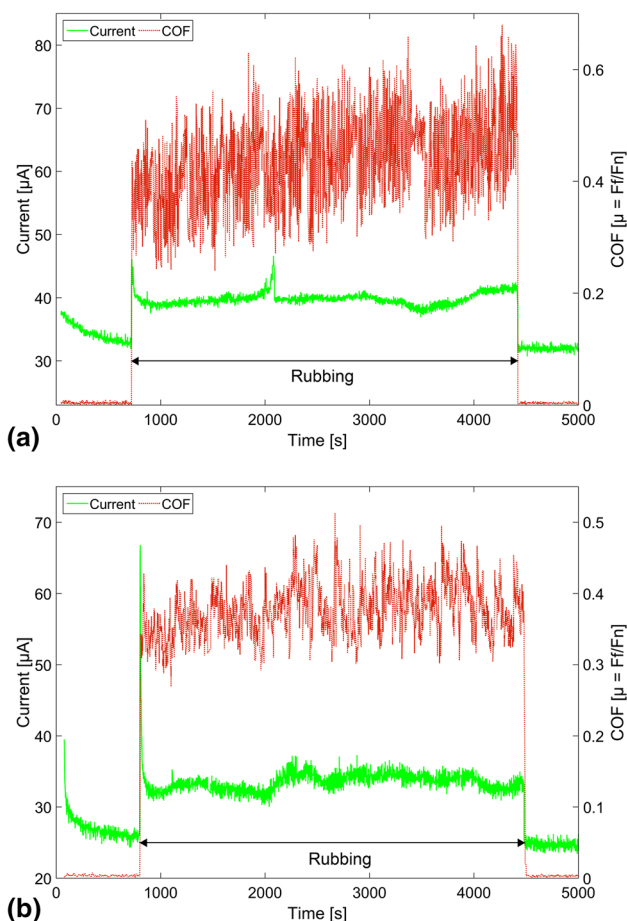 Current COF
85
80
70
60
50
40
30
Current [µA]
0.6
0.4
0.2
0
COF [µ = Ff/Fn]
Rubbing
0 1000 2000 3000 4000 5000
Time [s]
(a)
Current COF
70
60
50
40
30
20
Current [µA]
0.5
0.4
0.3
0.2
0.1
0
COF [µ = Ff/Fn]
Rubbing
0 1000 2000 3000 4000 5000
Time [s]
(b)